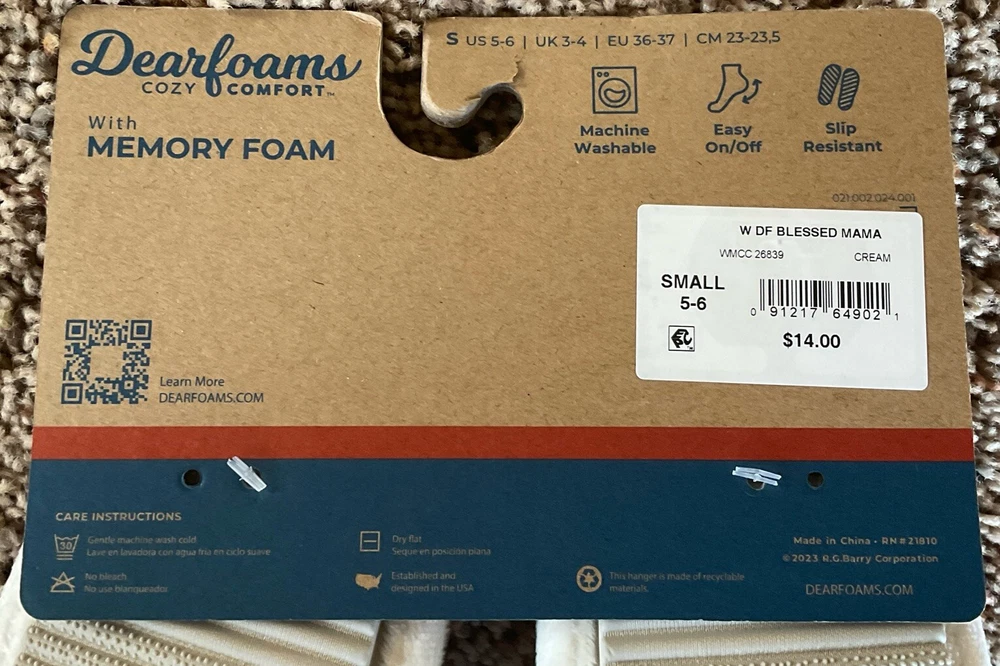 Dearfoams
COZY COMFORT™
With
MEMORY FOAM
S US 5-6 | UK 3-4 | EU 36-37 | CM 23-23,5
Machine Washable
Easy On/Off
Slip Resistant
021.002.024.001
W DF BLESSED MAMA
WMCC 26839 CREAM
SMALL
5-6
0 91217 64902 1
$14.00
Learn More
DEARFOAMS.COM
CARE INSTRUCTIONS
30
Gentle machine wash cold
Lave en lavadora con agua fria en ciclo suave
No bleach
No use blanqueador
Dry flat
Seque en posición plana
Established and
designed in the USA
This hanger is made of recyclable
materials.
Made in China • RN#21810
©2023 R.G.Barry Corporation
DEARFOAMS.COM